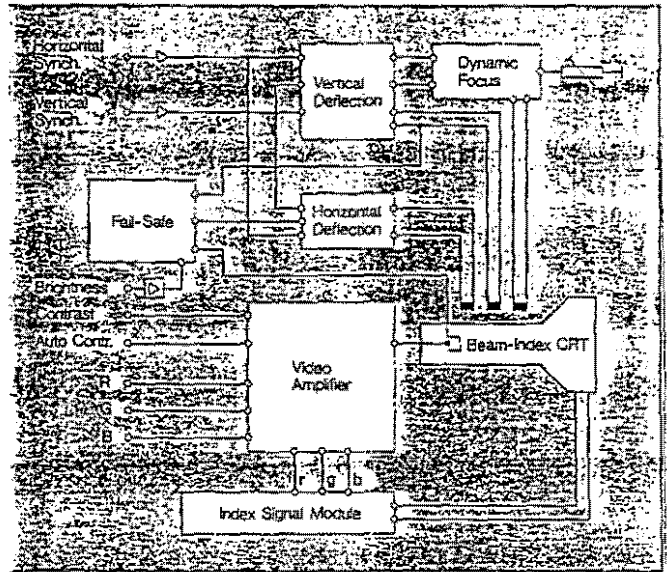 Horizontal
Synch.
Vertical
Synch.
Vertical
Deflection
Dynamic
Focus
Fail-Safe
Horizontal
Deflection
Brightness
Contrast
Auto Contr.
R
G
B
Video
Amplifier
Beam-Index CRT
r g b
Index Signal Module